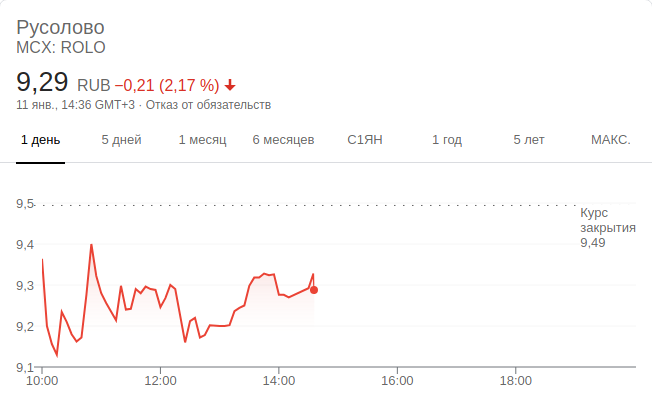 Русолово
MCX: ROLO
9,29 RUB −0,21 (2,17 %)
11 янв., 14:36 GMT+3 · Отказ от обязательств
1 день 5 дней 1 месяц 6 месяцев С1ЯН 1 год 5 лет МАКС.
9,5
Курс
закрытия
9,49
9,4
9,3
9,2
9,1
10:00 12:00 14:00 16:00 18:00